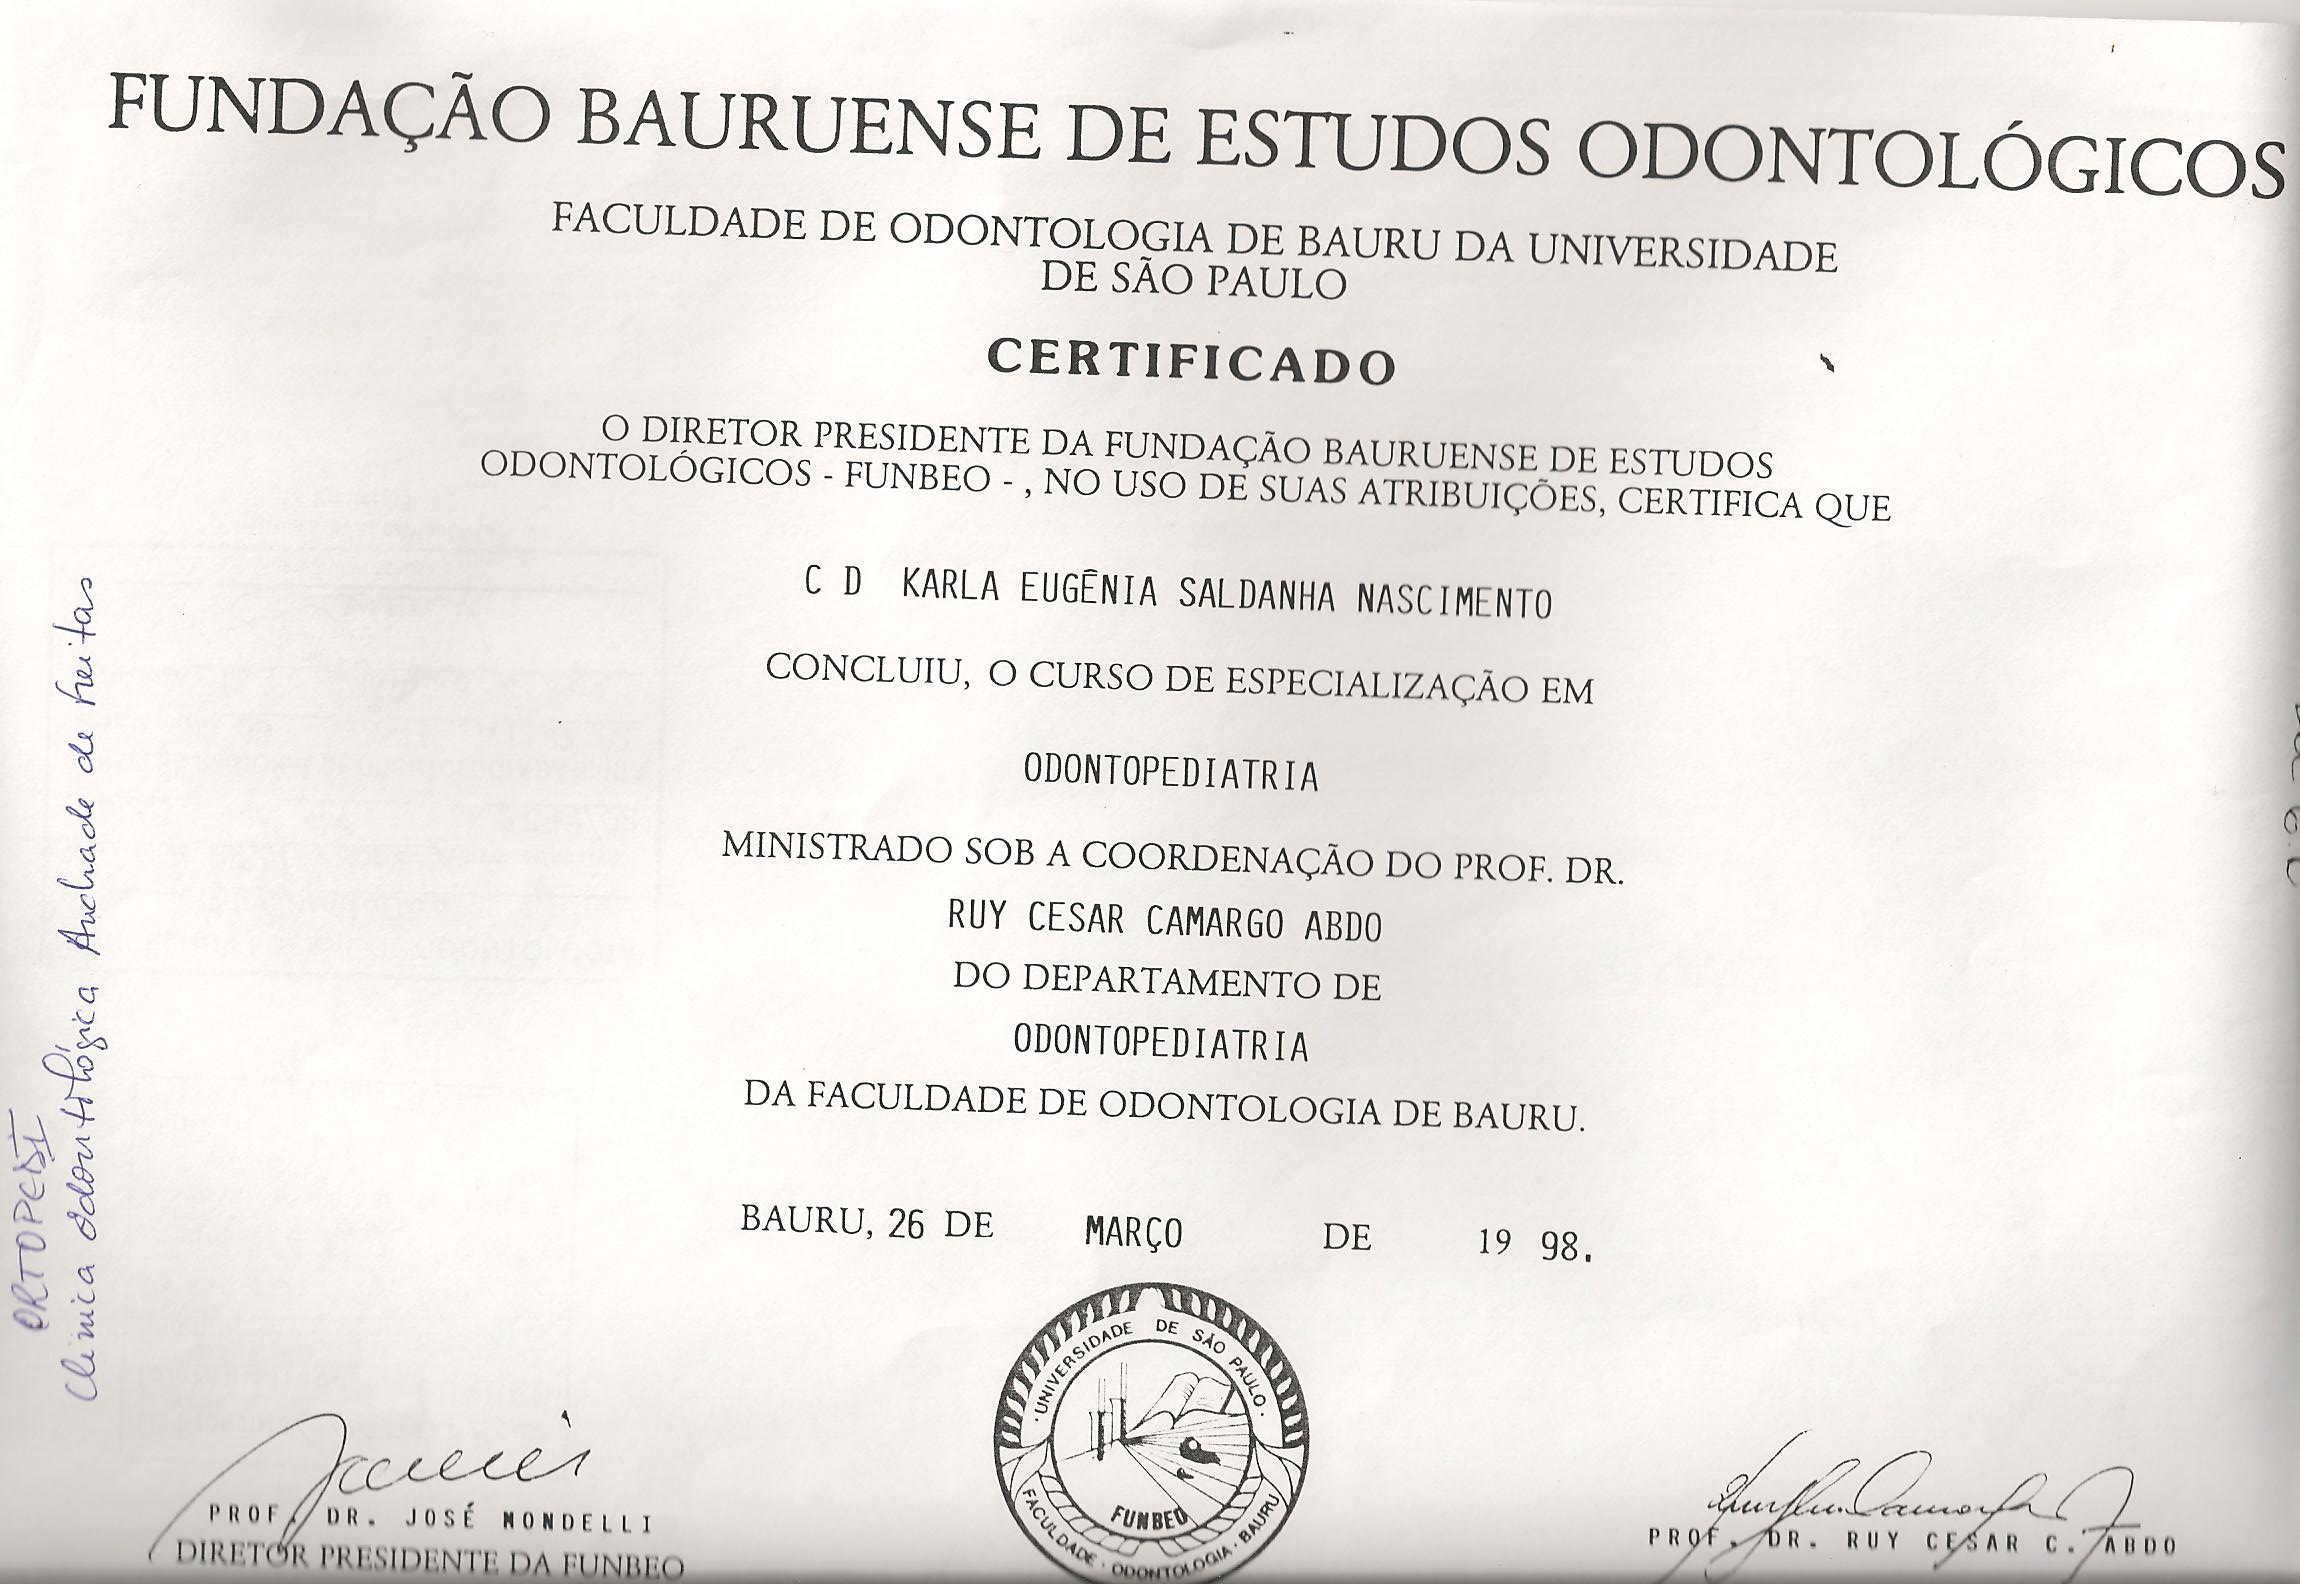 FUNDAÇÃO BAURUENSE DE ESTUDOS ODONTOLÓGICOS
FACULDADE DE ODONTOLOGIA DE BAURU DA UNIVERSIDADE
DE SÃO PAULO
CERTIFICADO
O DIRETOR PRESIDENTE DA FUNDAÇÃO BAURUENSE DE ESTUDOS
ODONTOLÓGICOS - FUNBEO - , NO USO DE SUAS ATRIBUIÇÕES, CERTIFICA QUE
C D KARLA EUGÊNIA SALDANHA NASCIMENTO
CONCLUIU, O CURSO DE ESPECIALIZAÇÃO EM
ODONTOPEDIATRIA
MINISTRADO SOB A COORDENAÇÃO DO PROF. DR.
RUY CESAR CAMARGO ABDO
DO DEPARTAMENTO DE
ODONTOPEDIATRIA
DA FACULDADE DE ODONTOLOGIA DE BAURU.
BAURU, 26 DE MARÇO DE 19 98.
Clinica Odontológica Andrade de Freitas
· UNIVERSIDADE DE SÃO PAULO ·
FUNBEO
FACULDADE · ODONTOLOGIA · BAURU
PROF. DR. JOSÉ MONDELLI
DIRETOR PRESIDENTE DA FUNBEO
PROF. DR. RUY CESAR C. ABDO